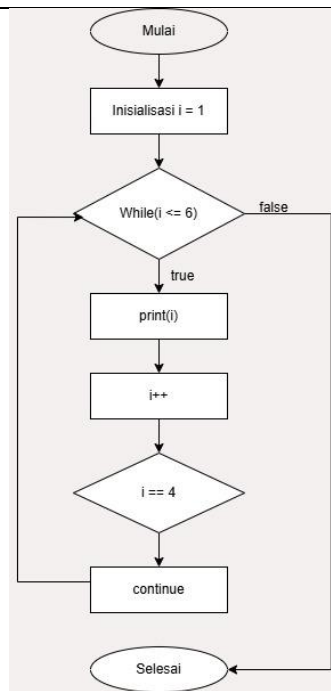 Mulai
Inisialisasi i = 1
While(i <= 6)
false
true
print(i)
i++
i == 4
continue
Selesai